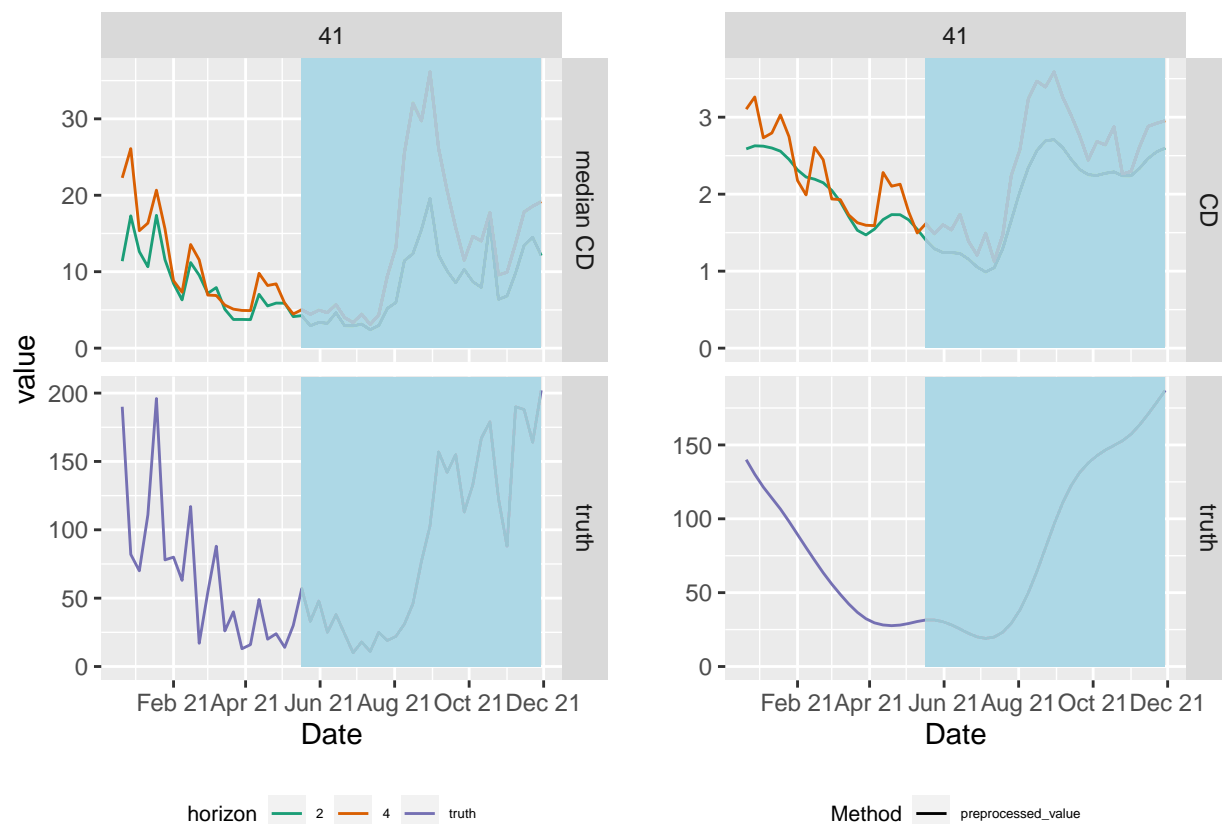 41
41
30
20
10
0
median CD
3
2
1
0
CD
value
200
150
100
50
0
truth
150
100
50
0
truth
Feb 21 Apr 21 Jun 21 Aug 21 Oct 21 Dec 21
Feb 21 Apr 21 Jun 21 Aug 21 Oct 21 Dec 21
Date
Date
horizon 2 4 truth
Method preprocessed_value